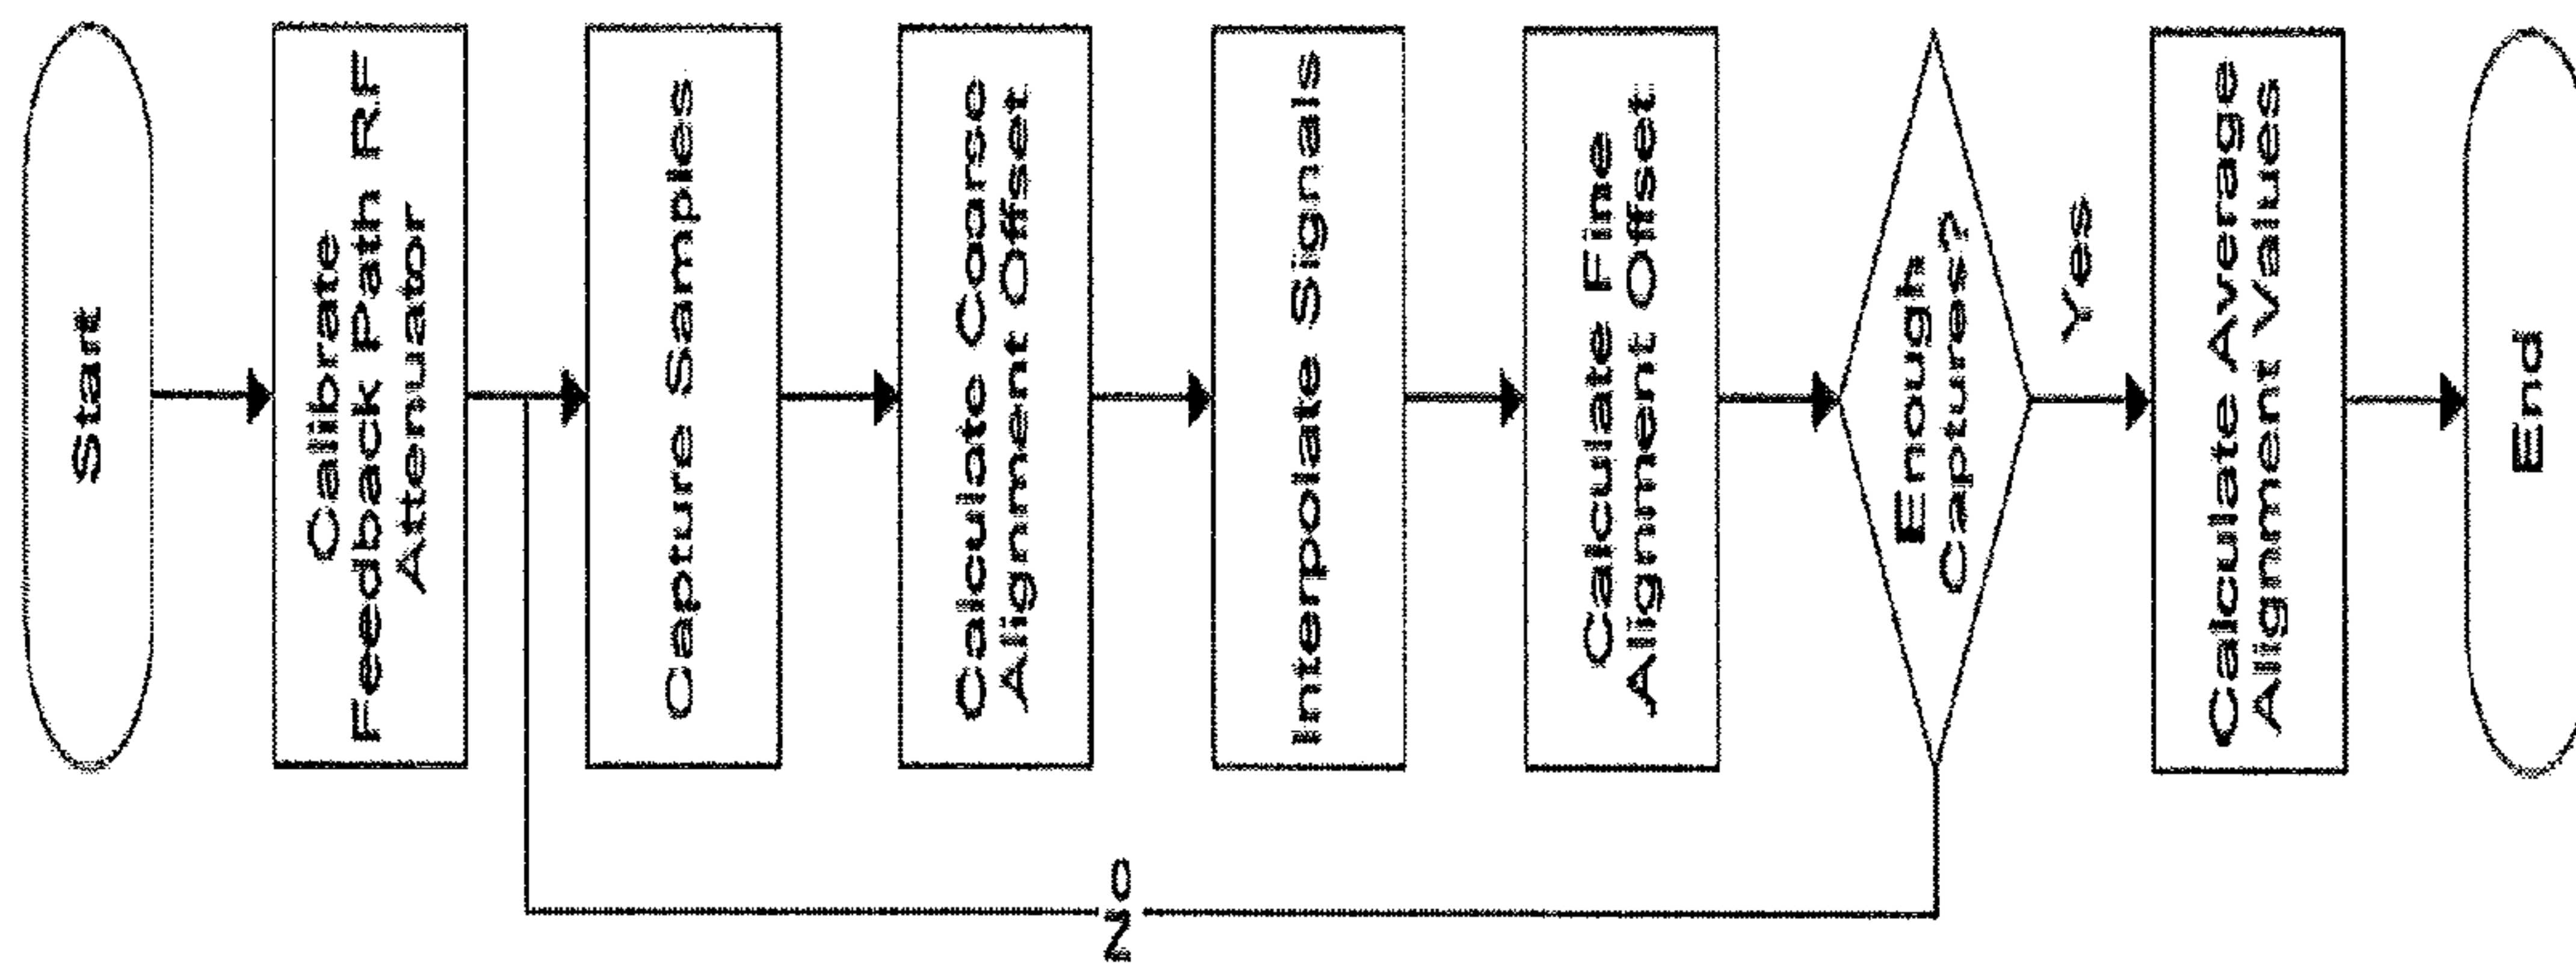 Start
Calibrate
Feedback Path RF
Attenuator
Capture Samples
Calculate Coarse
Alignment Offset
Interpolate Signals
Calculate Fine
Alignment Offset
Enough
Captures?
Yes
No
Calculate Average
Alignment Values
End